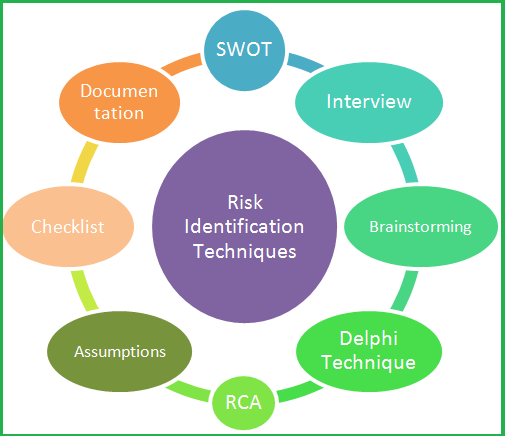 SWOT
Interview
Brainstorming
Delphi
Technique
RCA
Assumptions
Checklist
Documen
tation
Risk
Identification
Techniques